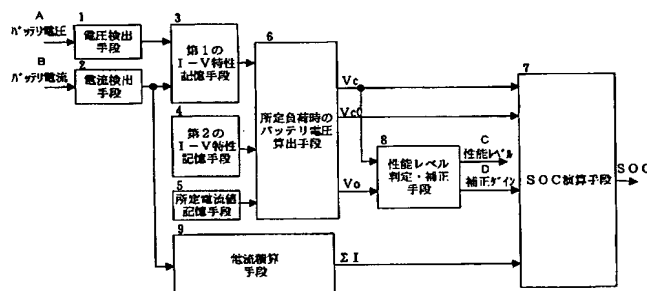 A
バッテリ電圧
1
電圧検出
手段
B
バッテリ電流
2
電流検出
手段
3
第1の
I-V特性
記憶手段
4
第2の
I-V特性
記憶手段
5
所定電流値
記憶手段
6
所定負荷時の
バッテリ電圧
算出手段
Vc
Vc0
Vo
8
性能レベル
判定・補正
手段
C
性能レベル
D
補正ゲイン
7
SOC演算手段
SOC
9
電流積算
手段
ΣI